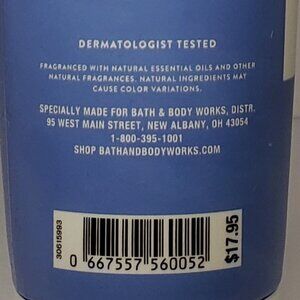 DERMATOLOGIST TESTED
FRAGRANCED WITH NATURAL ESSENTIAL OILS AND OTHER
NATURAL FRAGRANCES. NATURAL INGREDIENTS MAY
CAUSE COLOR VARIATIONS.
SPECIALLY MADE FOR BATH & BODY WORKS, DISTR.
95 WEST MAIN STREET, NEW ALBANY, OH 43054
1-800-395-1001
SHOP BATHANDBODYWORKS.COM
30615993
0 667557 560052
$17.95